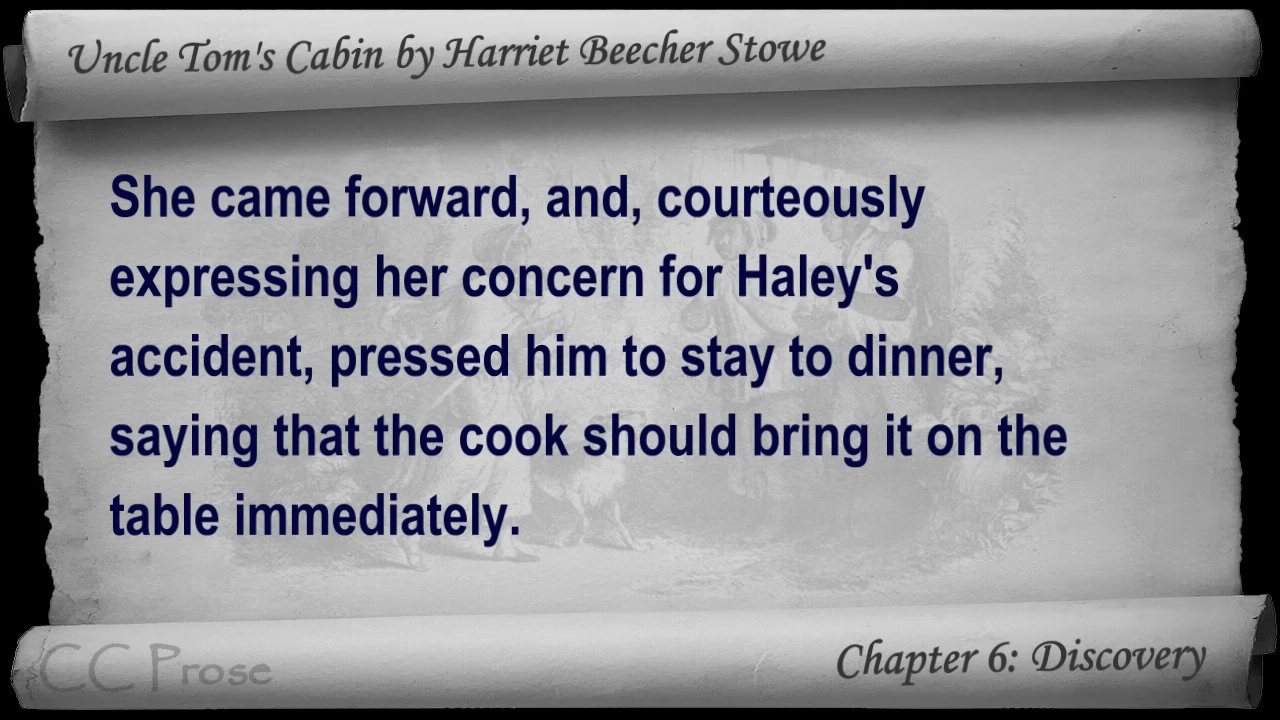 Uncle Tom's Cabin by Harriet Beecher Stowe
She came forward, and, courteously
expressing her concern for Haley's
accident, pressed him to stay to dinner,
saying that the cook should bring it on the
table immediately.
CC Prose
Chapter 6: Discovery